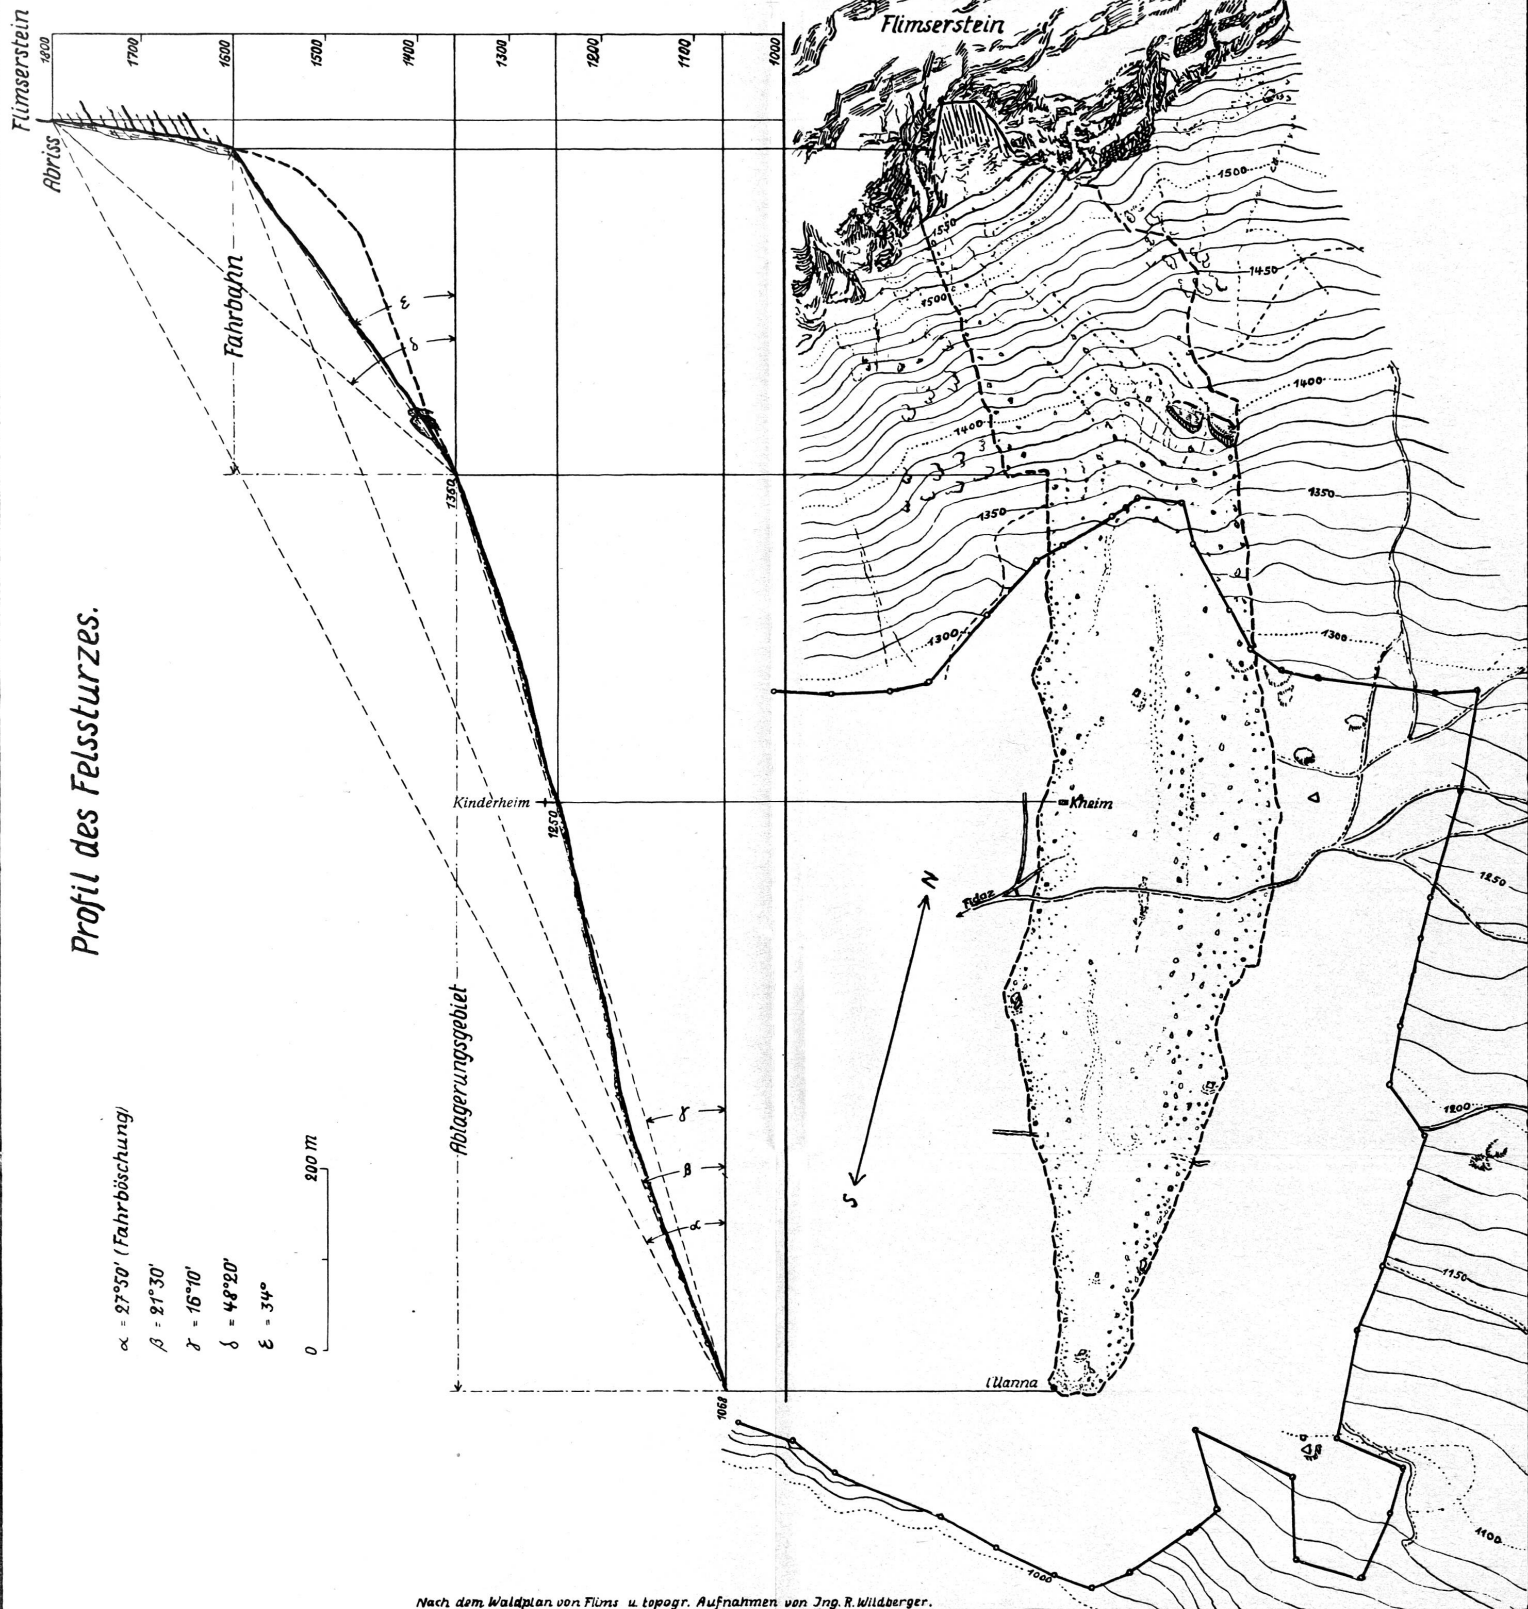 Profil des Felssturzes.
Flimserstein
Abriss
1800
1700
1600
1500
1400
1300
1200
1100
1000
Fahrbahn
ε
δ
1360
Kinderheim
1250
Ablagerungsgebiet
γ
β
α
1068
α = 27°50' (Fahrböschung)
β = 21°30'
γ = 16°10'
δ = 48°20'
ε = 34°
0
200 m
Flimserstein
1500
1550
1450
1500
1400
1400
1350
1350
1300
1300
Kheim
Fidaz
N
S
1250
1200
1150
1100
1000
Nach dem Waldplan von Flims u. topogr. Aufnahmen von Jng. R. Wildberger.